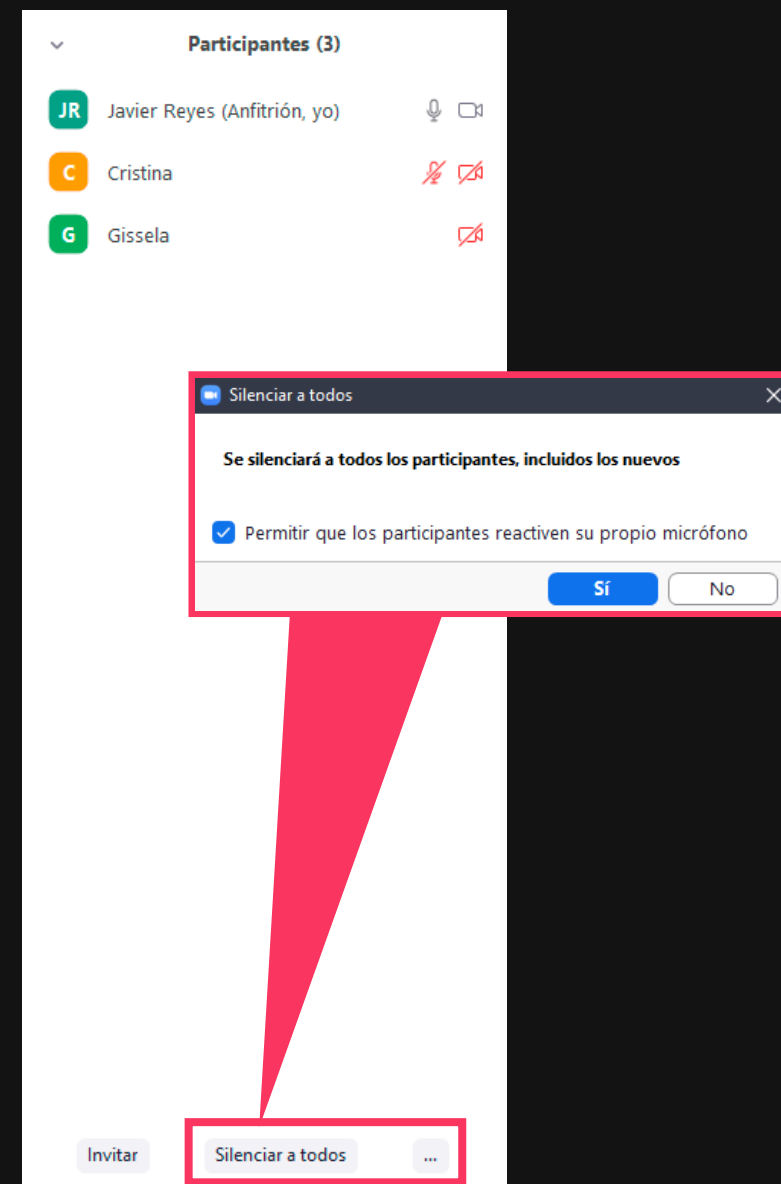 Participantes (3)
JR Javier Reyes (Anfitrión, yo)
C Cristina
G Gissela
Silenciar a todos
Se silenciará a todos los participantes, incluidos los nuevos
Permitir que los participantes reactiven su propio micrófono
Sí No
Invitar Silenciar a todos ...